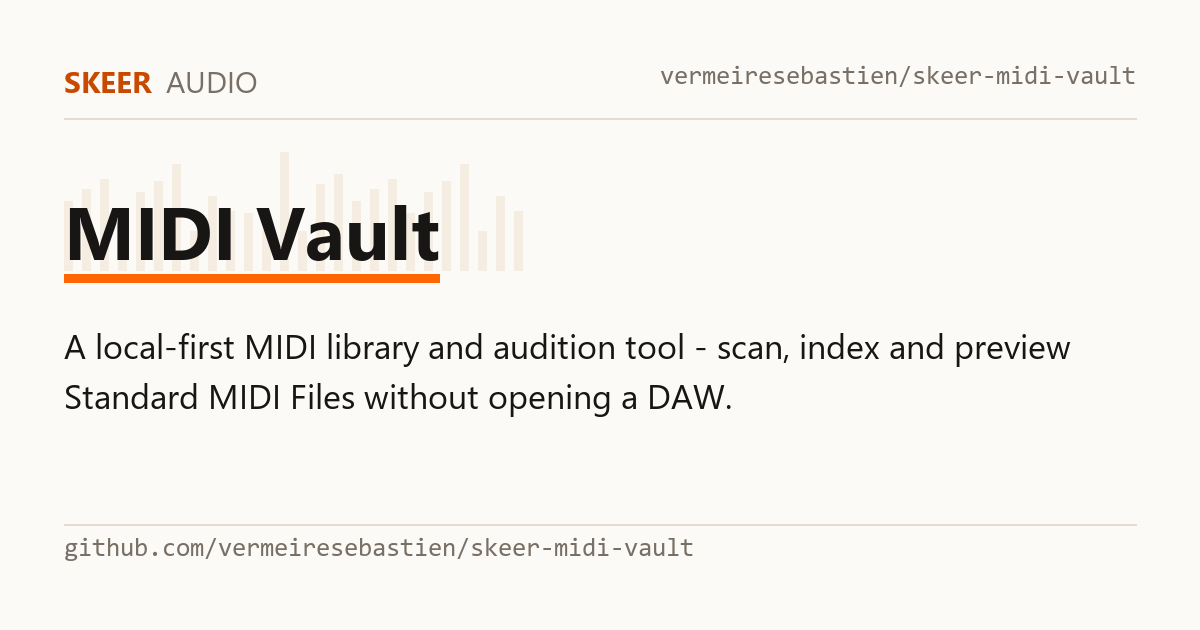 SKEER AUDIO
vermeiresebastien/skeer-midi-vault
MIDI Vault
A local-first MIDI library and audition tool - scan, index and preview
Standard MIDI Files without opening a DAW.
github.com/vermeiresebastien/skeer-midi-vault